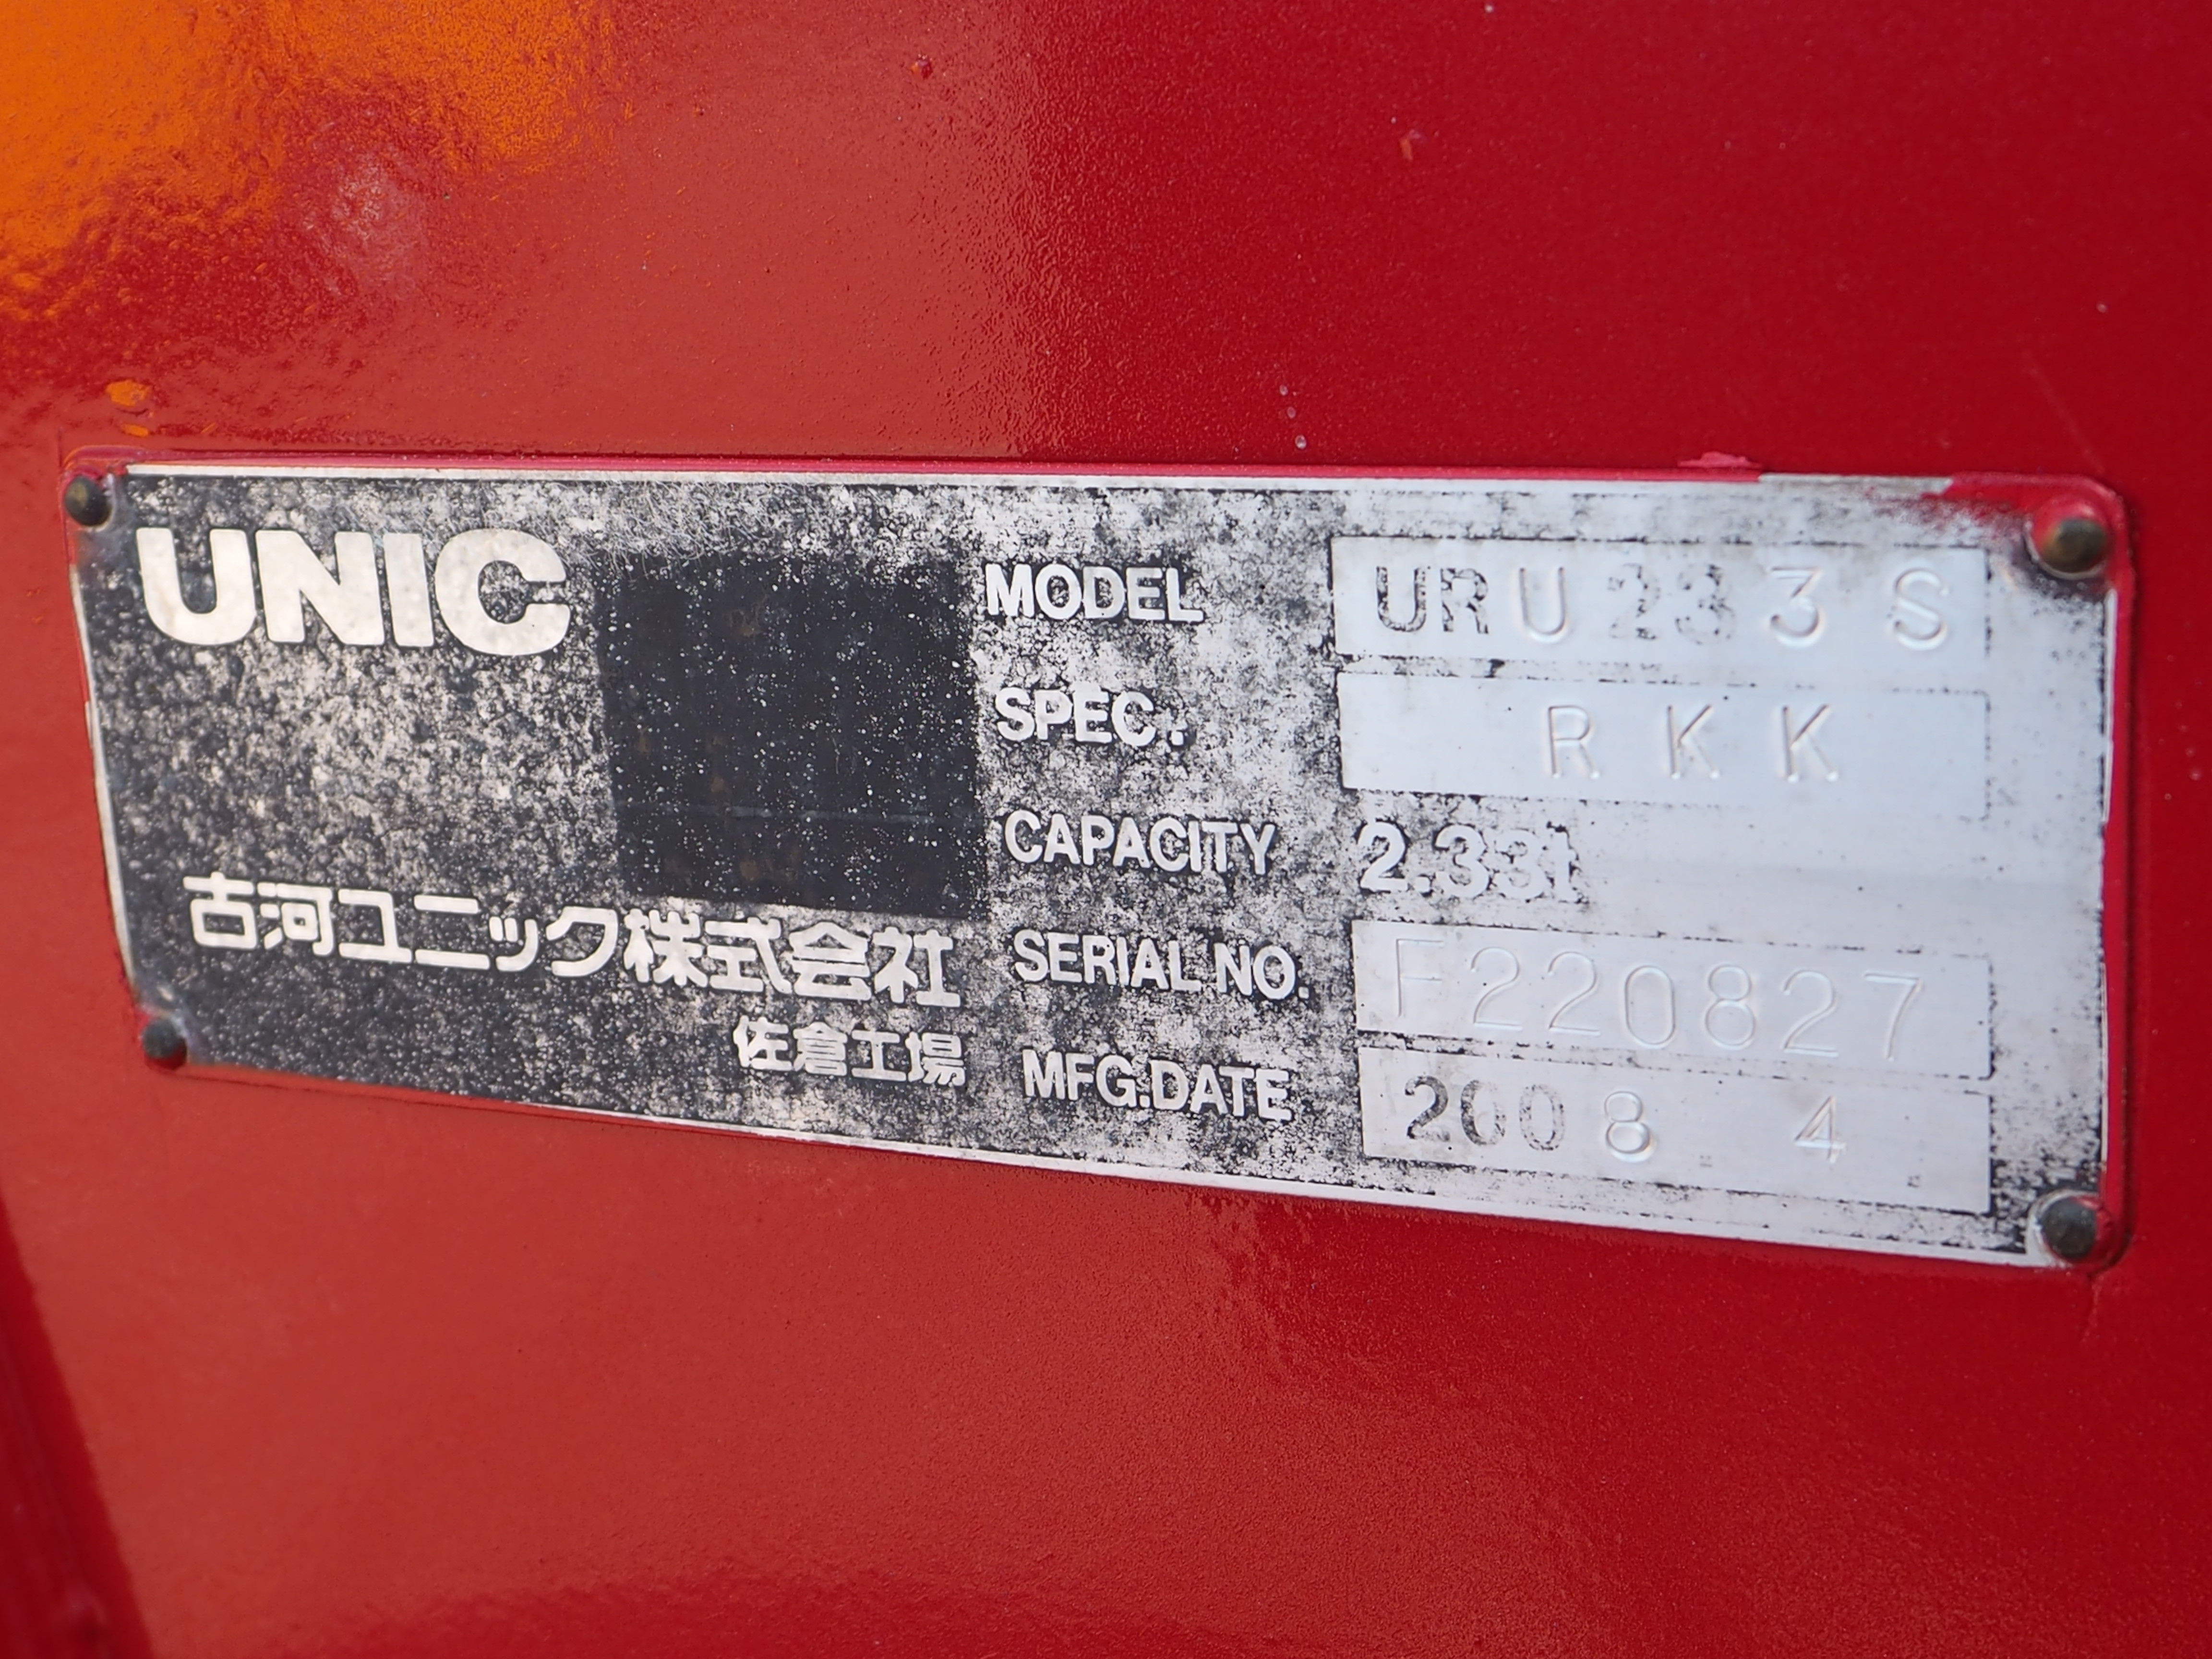 UNIC
古河ユニック株式会社
佐倉工場
MODEL URU233S
SPEC. RKK
CAPACITY 2.33t
SERIAL NO. F220827
MFG.DATE 2008 4